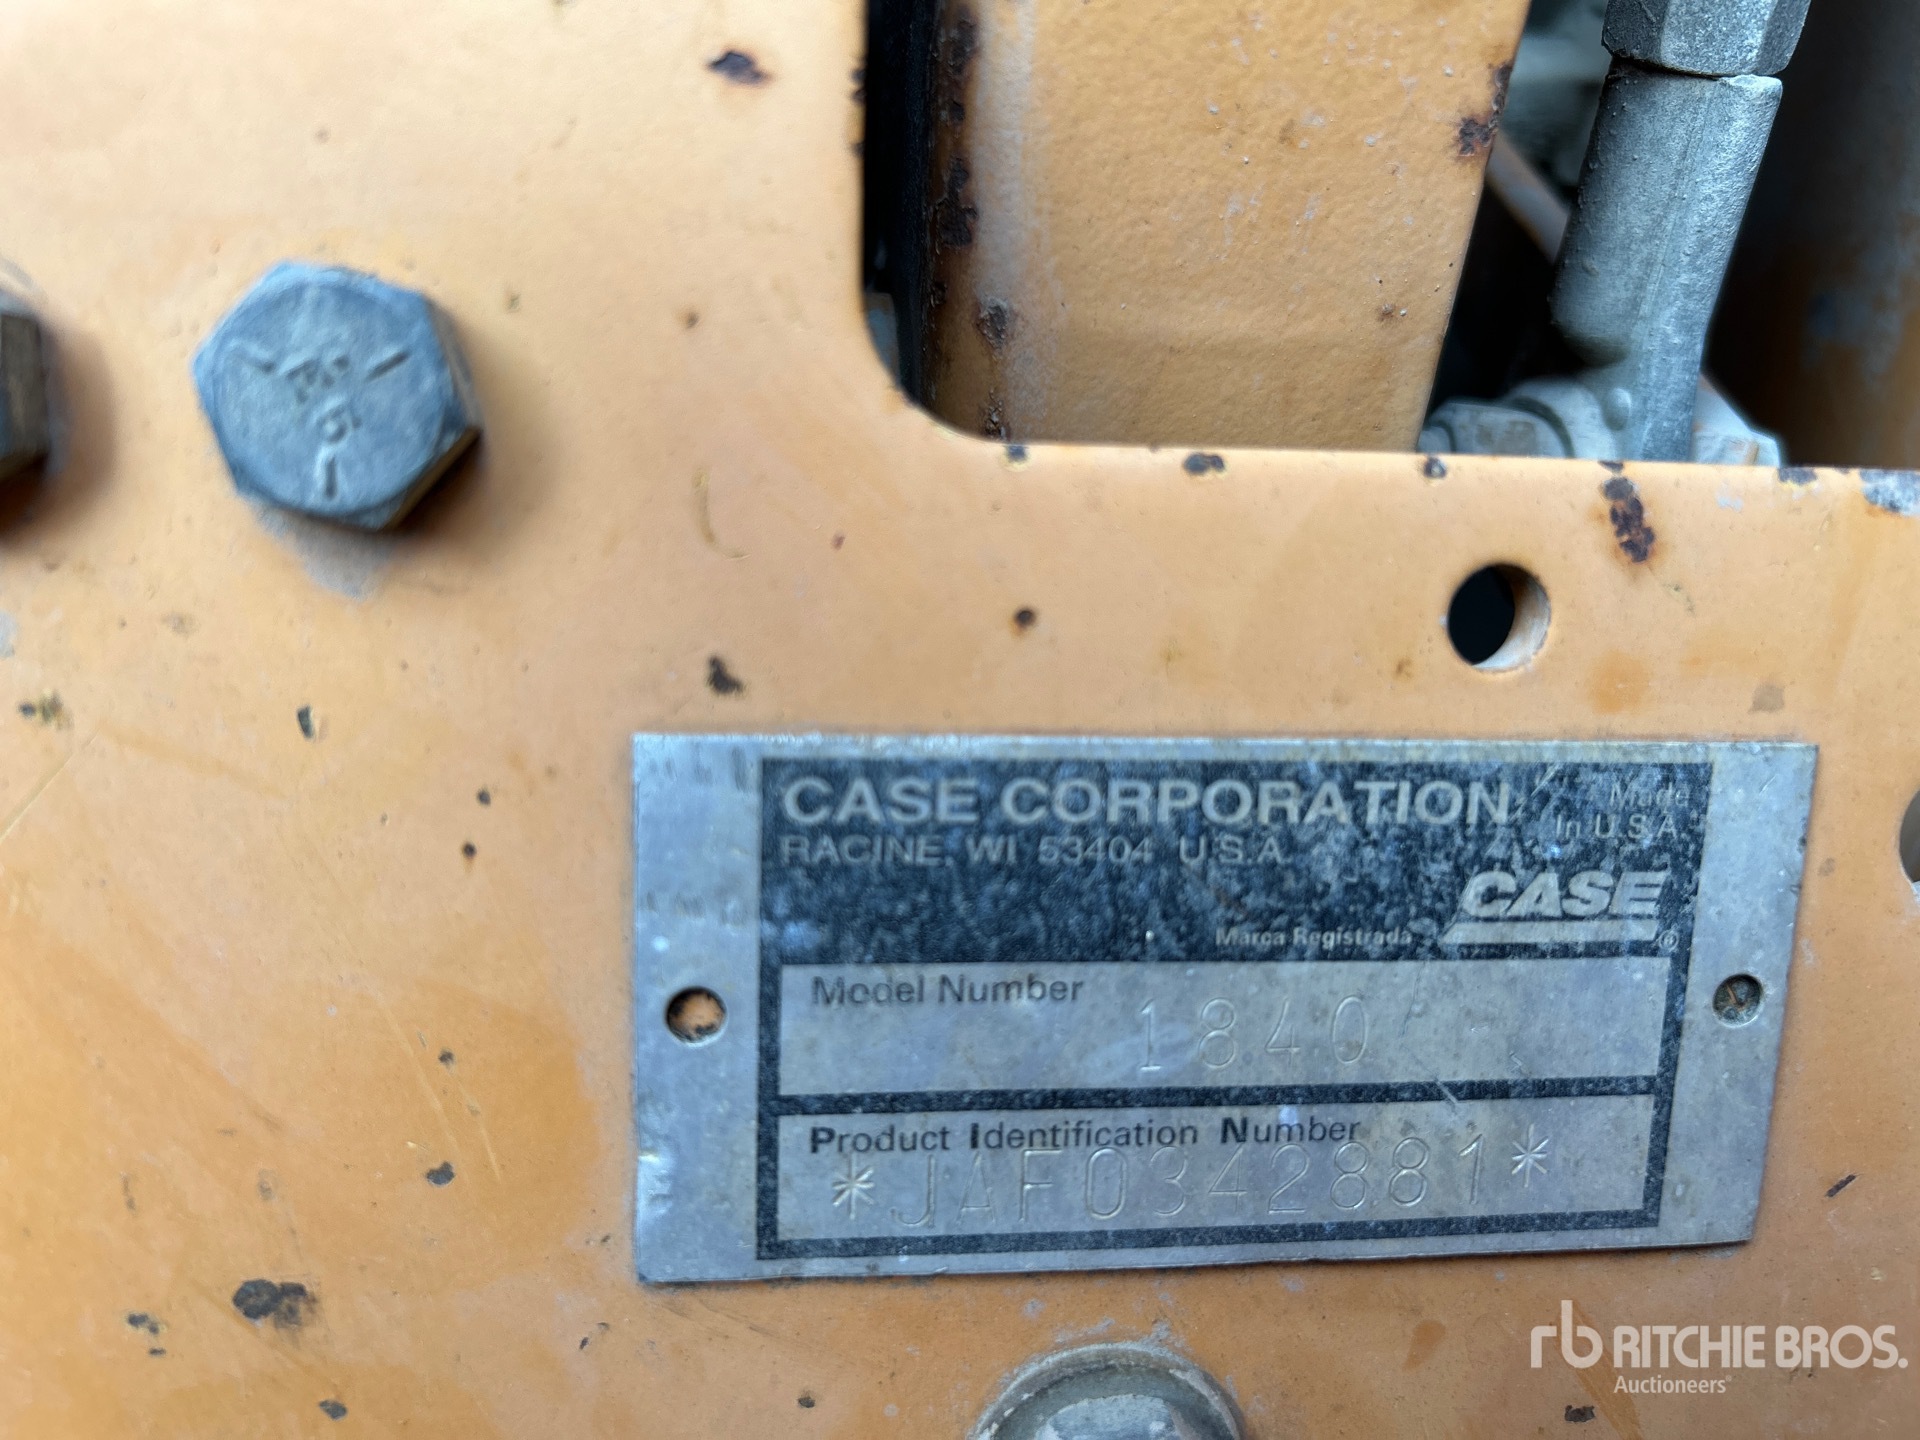 CASE CORPORATION
Made
In U.S.A.
RACINE, WI 53404 U.S.A.
CASE
Marca Registrada
®
Model Number
1840
Product Identification Number
*JAF0342881*
rb RITCHIE BROS.
Auctioneers